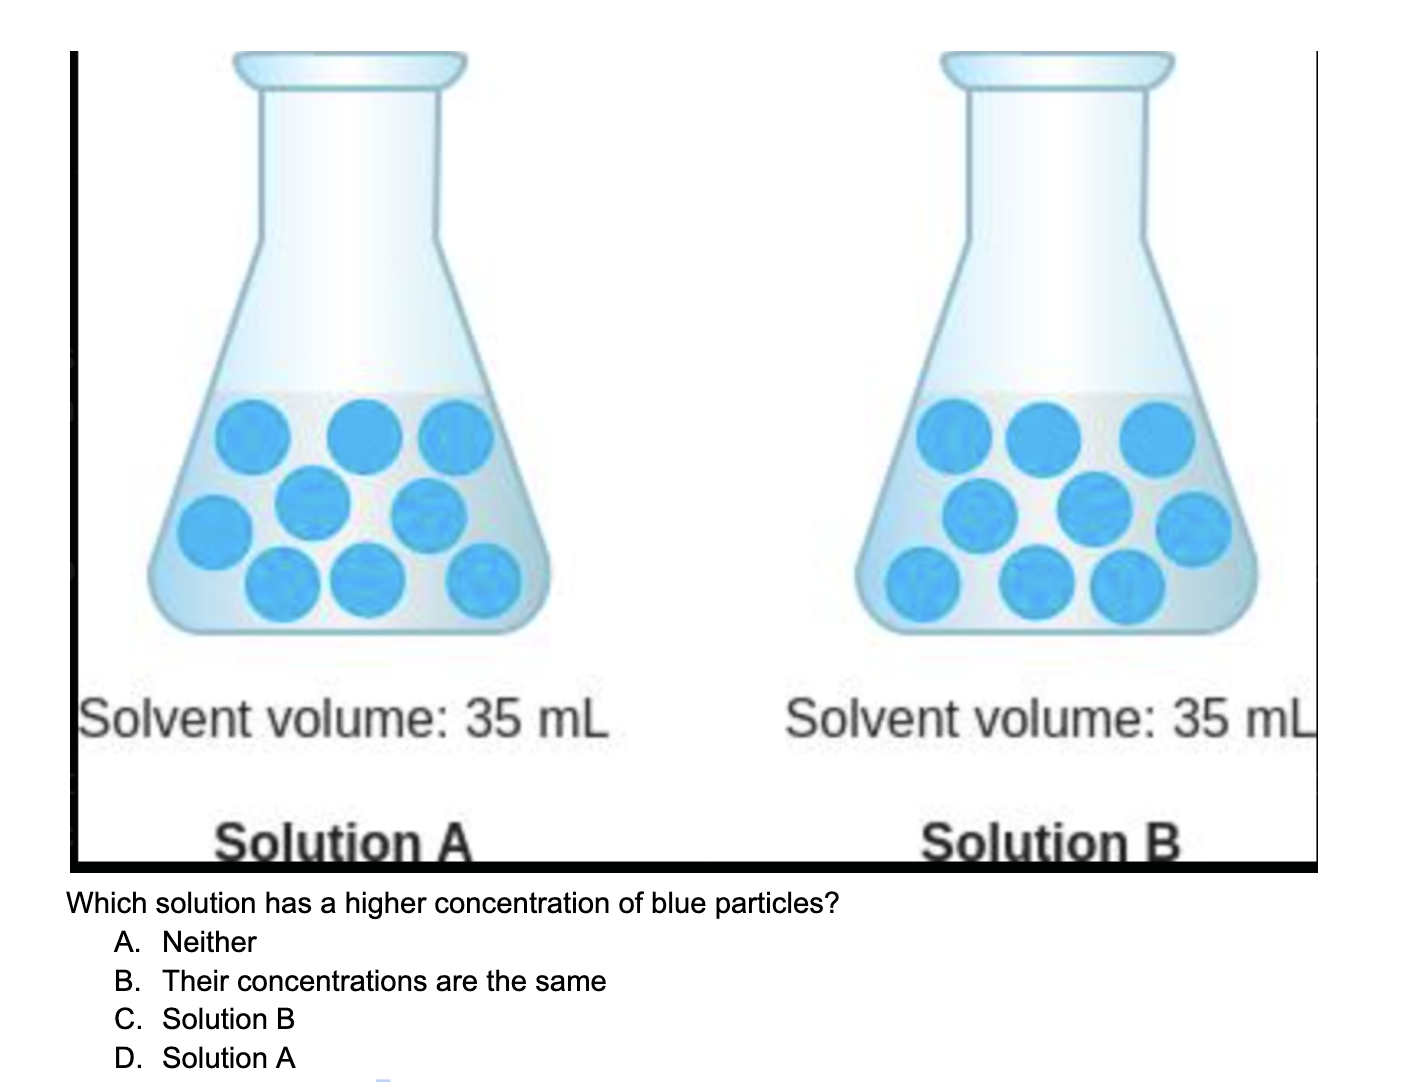 Solvent volume: 35 mL Solvent volume: 35 mL
Solution A Solution B
Which solution has a higher concentration of blue particles?
A. Neither
B. Their concentrations are the same
C. Solution B
D. Solution A